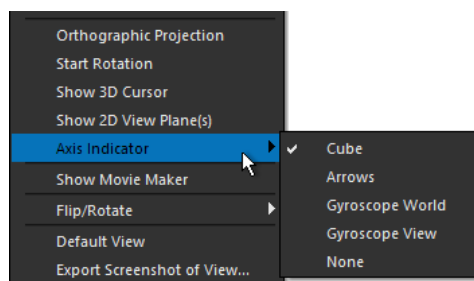 Orthographic Projection
Start Rotation
Show 3D Cursor
Show 2D View Plane(s)
Axis Indicator
Show Movie Maker
Flip/Rotate
Default View
Export Screenshot of View...
Cube
Arrows
Gyroscope World
Gyroscope View
None